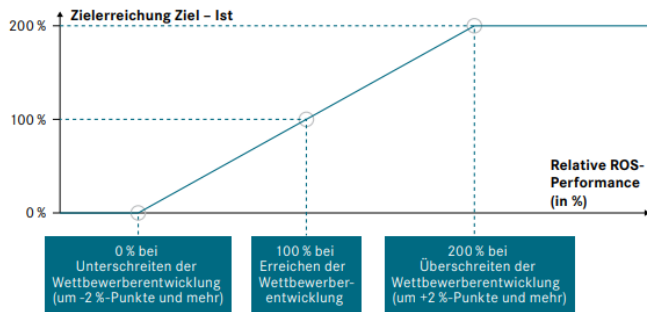 200 %
Zielerreichung Ziel – Ist
100 %
Relative ROS-
Performance
(in %)
0 %
0 % bei
Unterschreiten der
Wettbewerberentwicklung
(um -2 %-Punkte und mehr)
100 % bei
Erreichen der
Wettbewerber-
entwicklung
200 % bei
Überschreiten der
Wettbewerberentwicklung
(um +2 %-Punkte und mehr)